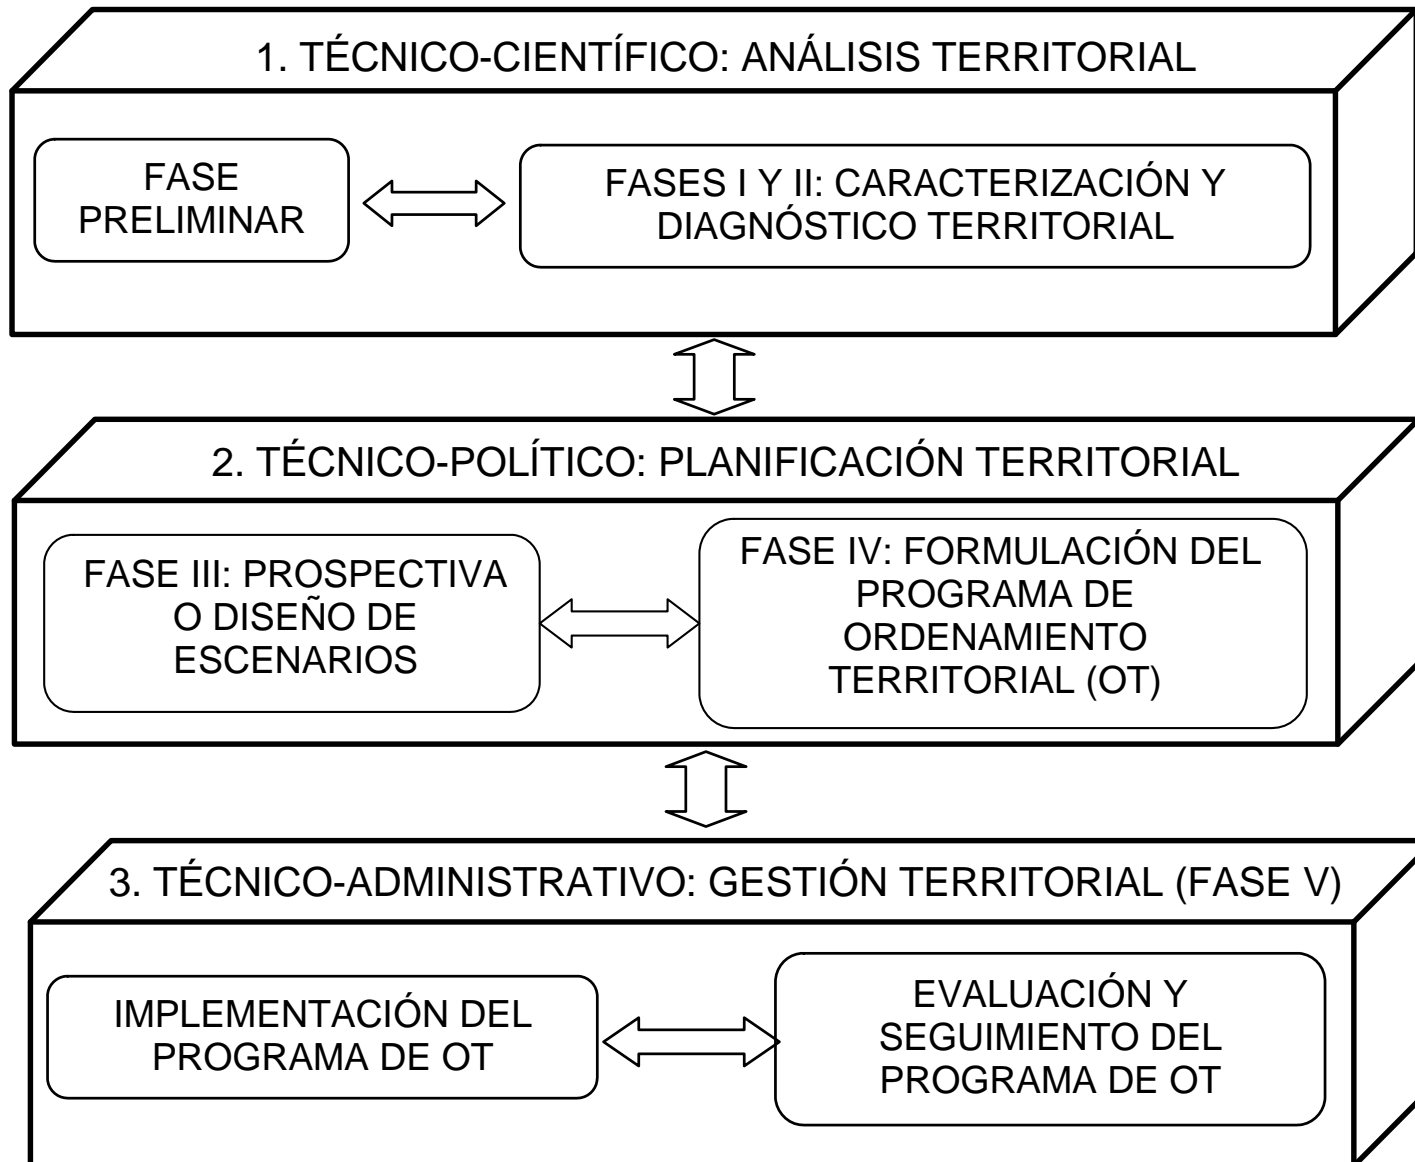 1. TÉCNICO-CIENTÍFICO: ANÁLISIS TERRITORIAL
FASE
PRELIMINAR
FASES I Y II: CARACTERIZACIÓN Y
DIAGNÓSTICO TERRITORIAL
2. TÉCNICO-POLÍTICO: PLANIFICACIÓN TERRITORIAL
FASE III: PROSPECTIVA
O DISEÑO DE
ESCENARIOS
FASE IV: FORMULACIÓN DEL
PROGRAMA DE
ORDENAMIENTO
TERRITORIAL (OT)
3. TÉCNICO-ADMINISTRATIVO: GESTIÓN TERRITORIAL (FASE V)
IMPLEMENTACIÓN DEL
PROGRAMA DE OT
EVALUACIÓN Y
SEGUIMIENTO DEL
PROGRAMA DE OT